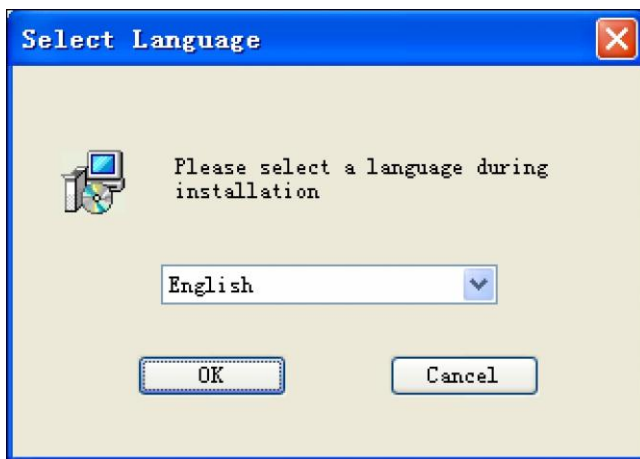 Select Language
Please select a language during
installation
English
OK
Cancel